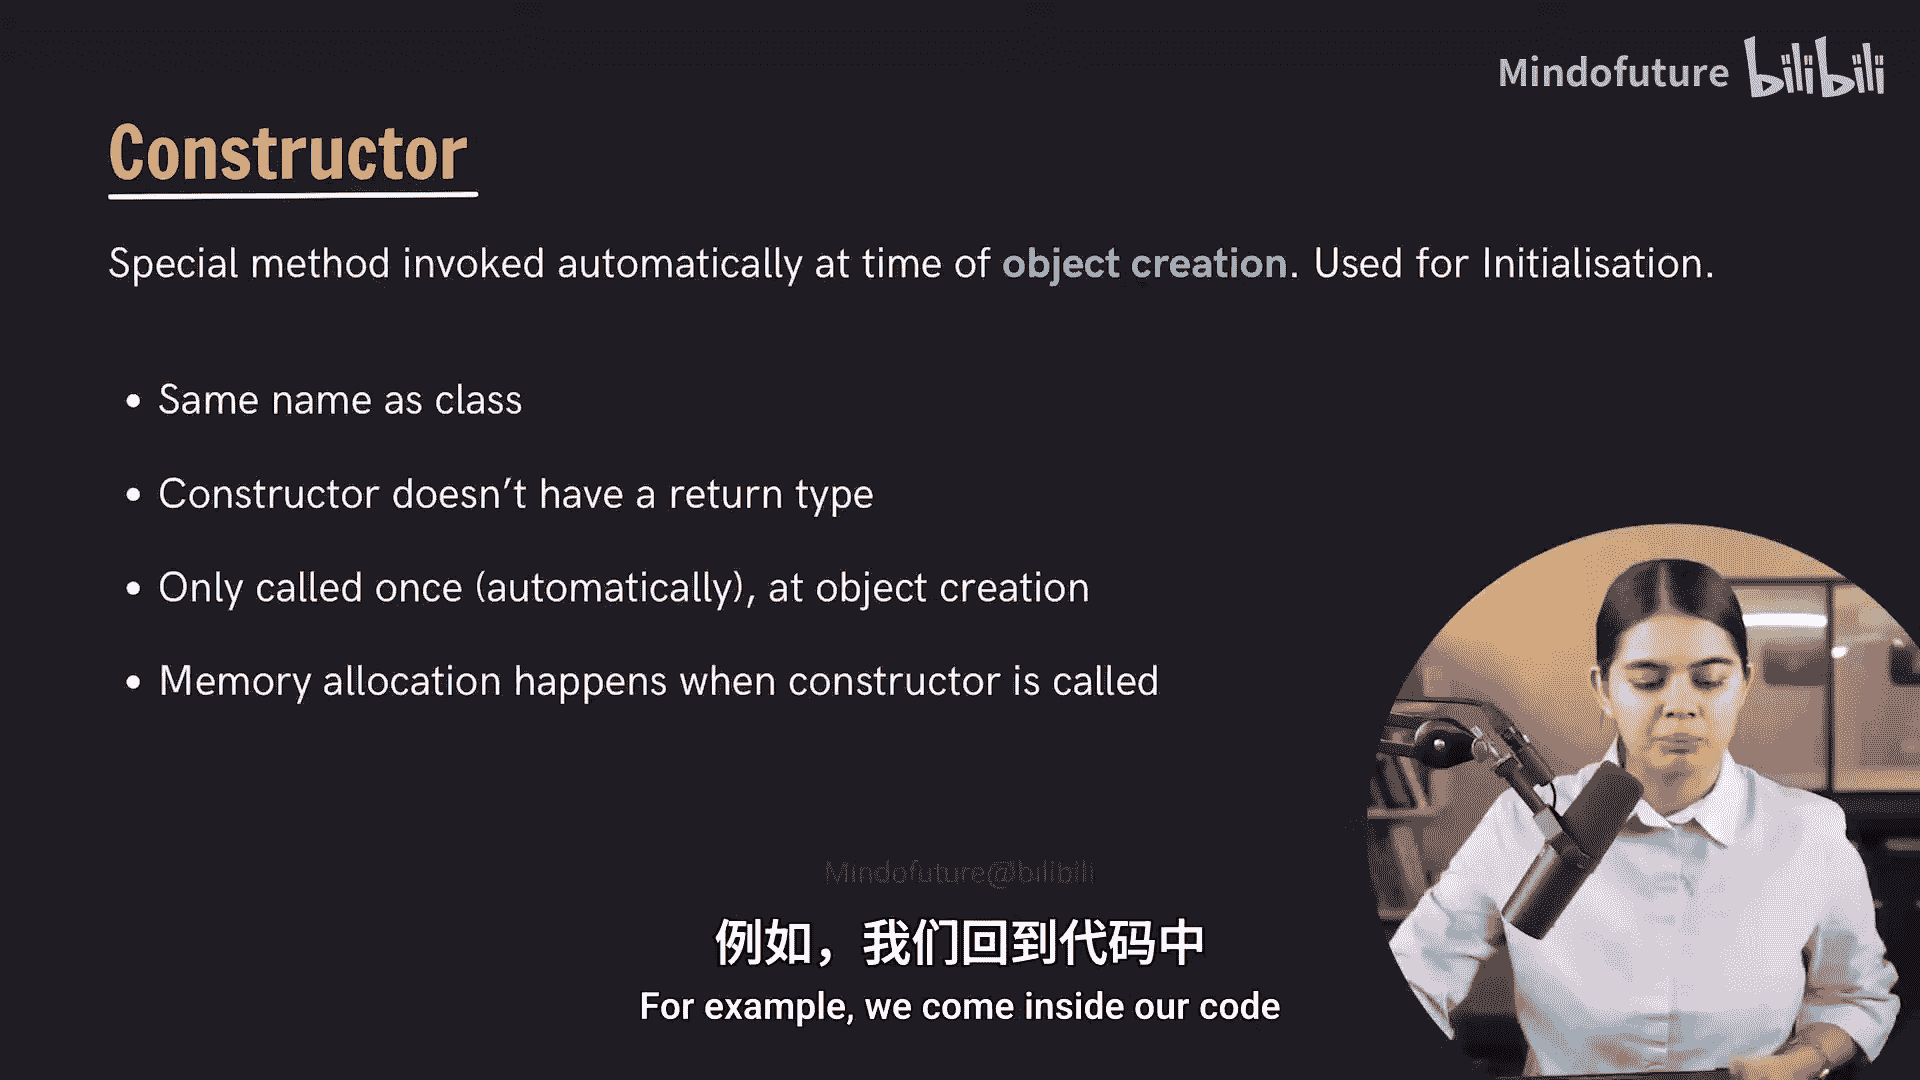 Mindofuture bilibili
Constructor
Special method invoked automatically at time of object creation. Used for Initialisation.
• Same name as class
• Constructor doesn’t have a return type
• Only called once (automatically), at object creation
• Memory allocation happens when constructor is called
Mindofuture@bilibili
例如，我们回到代码中
For example, we come inside our code